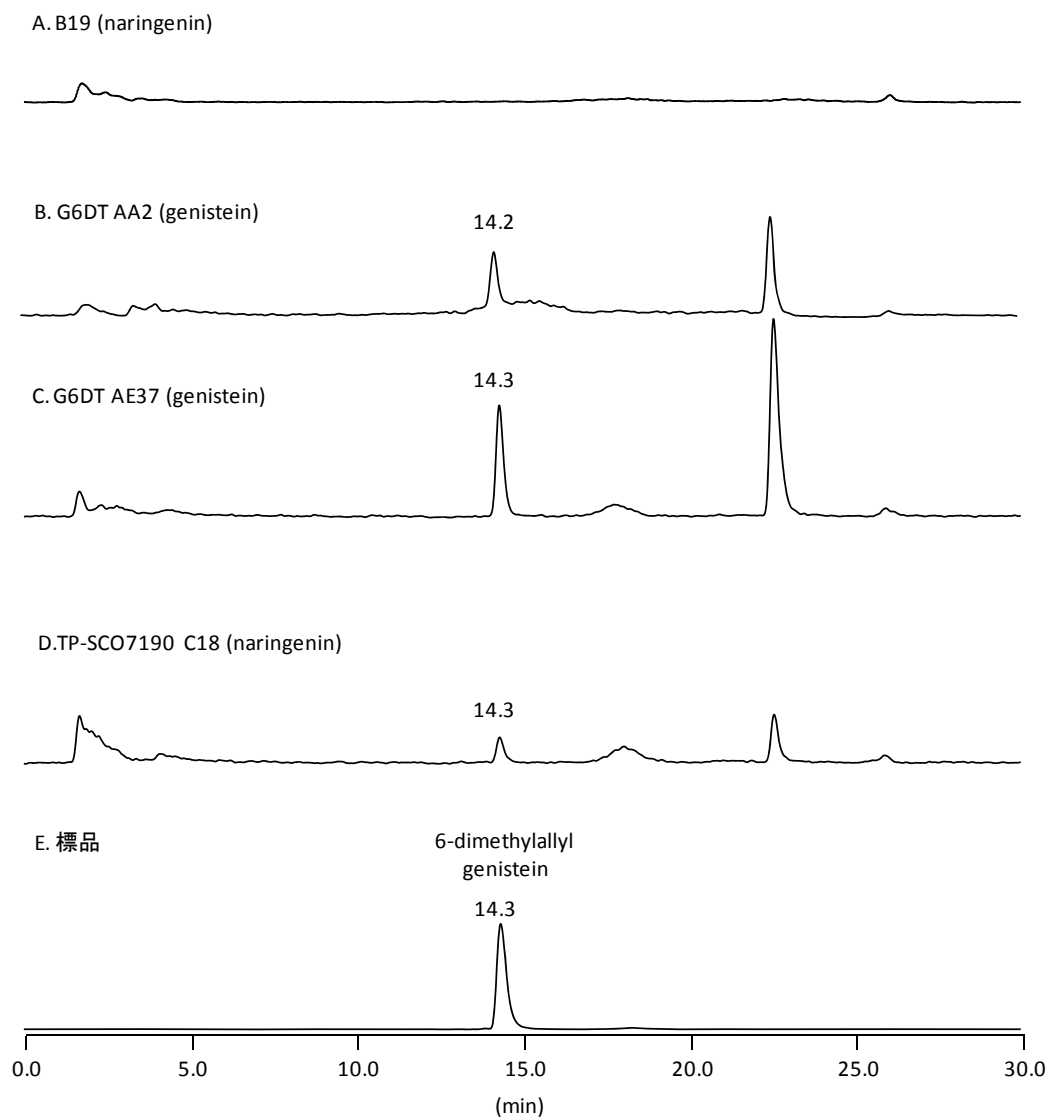 A. B19 (naringenin)
B. G6DT AA2 (genistein)
14.2
C. G6DT AE37 (genistein)
14.3
D.TP-SCO7190 C18 (naringenin)
14.3
E. 標品
6-dimethylallyl
genistein
14.3
0.0 5.0 10.0 15.0 20.0 25.0 30.0
(min)